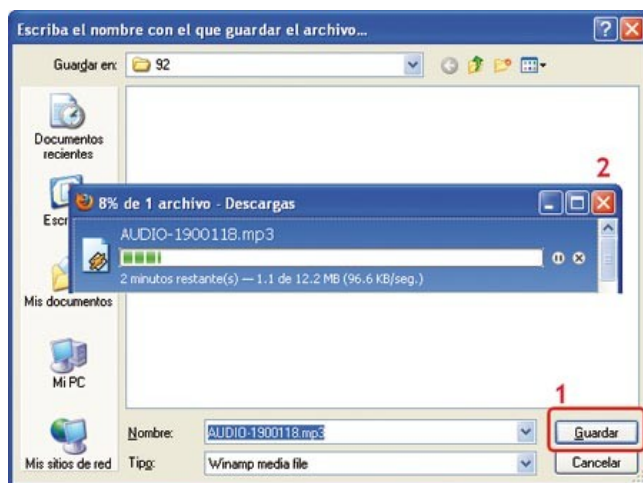 Escriba el nombre con el que guardar el archivo...
Guardar en:
92
Documentos
recientes
2
8% de 1 archivo - Descargas
AUDIO-1900118.mp3
2 minutos restante(s) — 1.1 de 12.2 MB (96.6 KB/seg.)
Mis documentos
Mi PC
1
Nombre:
AUDIO-1900118.mp3
Guardar
Mis sitios de red
Tipo:
Winamp media file
Cancelar